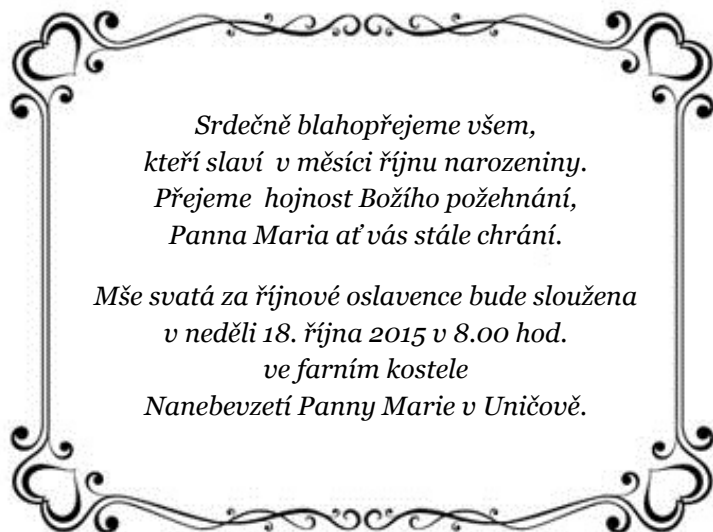 Srdečně blahopřejeme všem,
kteří slaví v měsíci říjnu narozeniny.
Přejeme hojnost Božího požehnání,
Panna Maria ať vás stále chrání.
Mše svatá za říjnové oslavence bude sloužena
v neděli 18. října 2015 v 8.00 hod.
ve farním kostele
Nanebevzetí Panny Marie v Uničově.